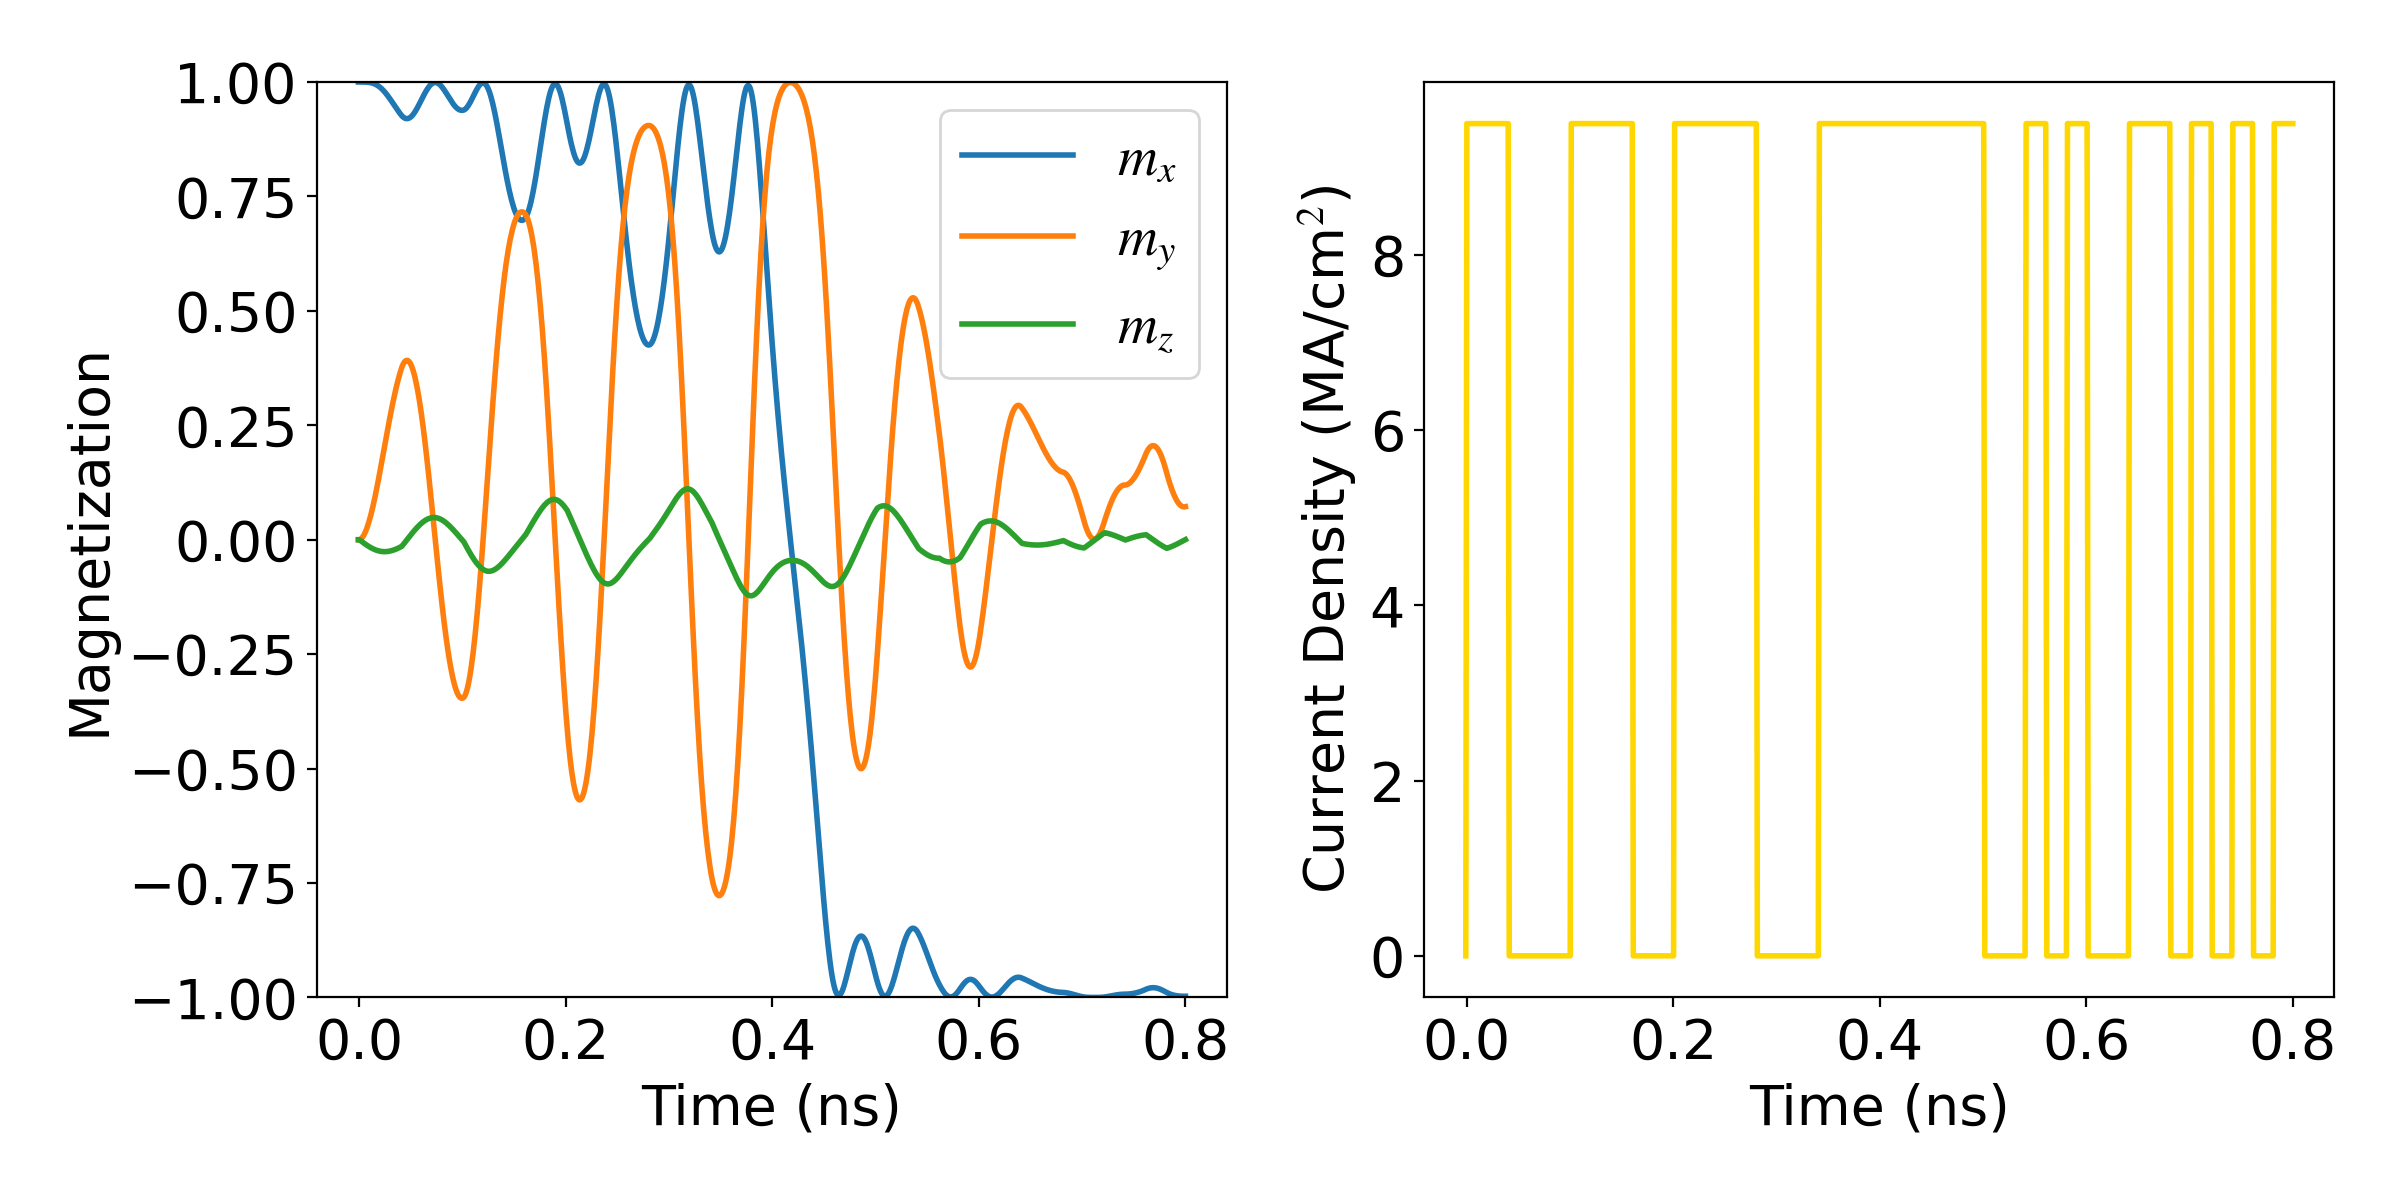 1.00
0.75
0.50
0.25
0.00
−0.25
−0.50
−0.75
−1.00
Magnetization
0.0 0.2 0.4 0.6 0.8
Time (ns)
m_x
m_y
m_z
8
6
4
2
0
Current Density (MA/cm²)
0.0 0.2 0.4 0.6 0.8
Time (ns)